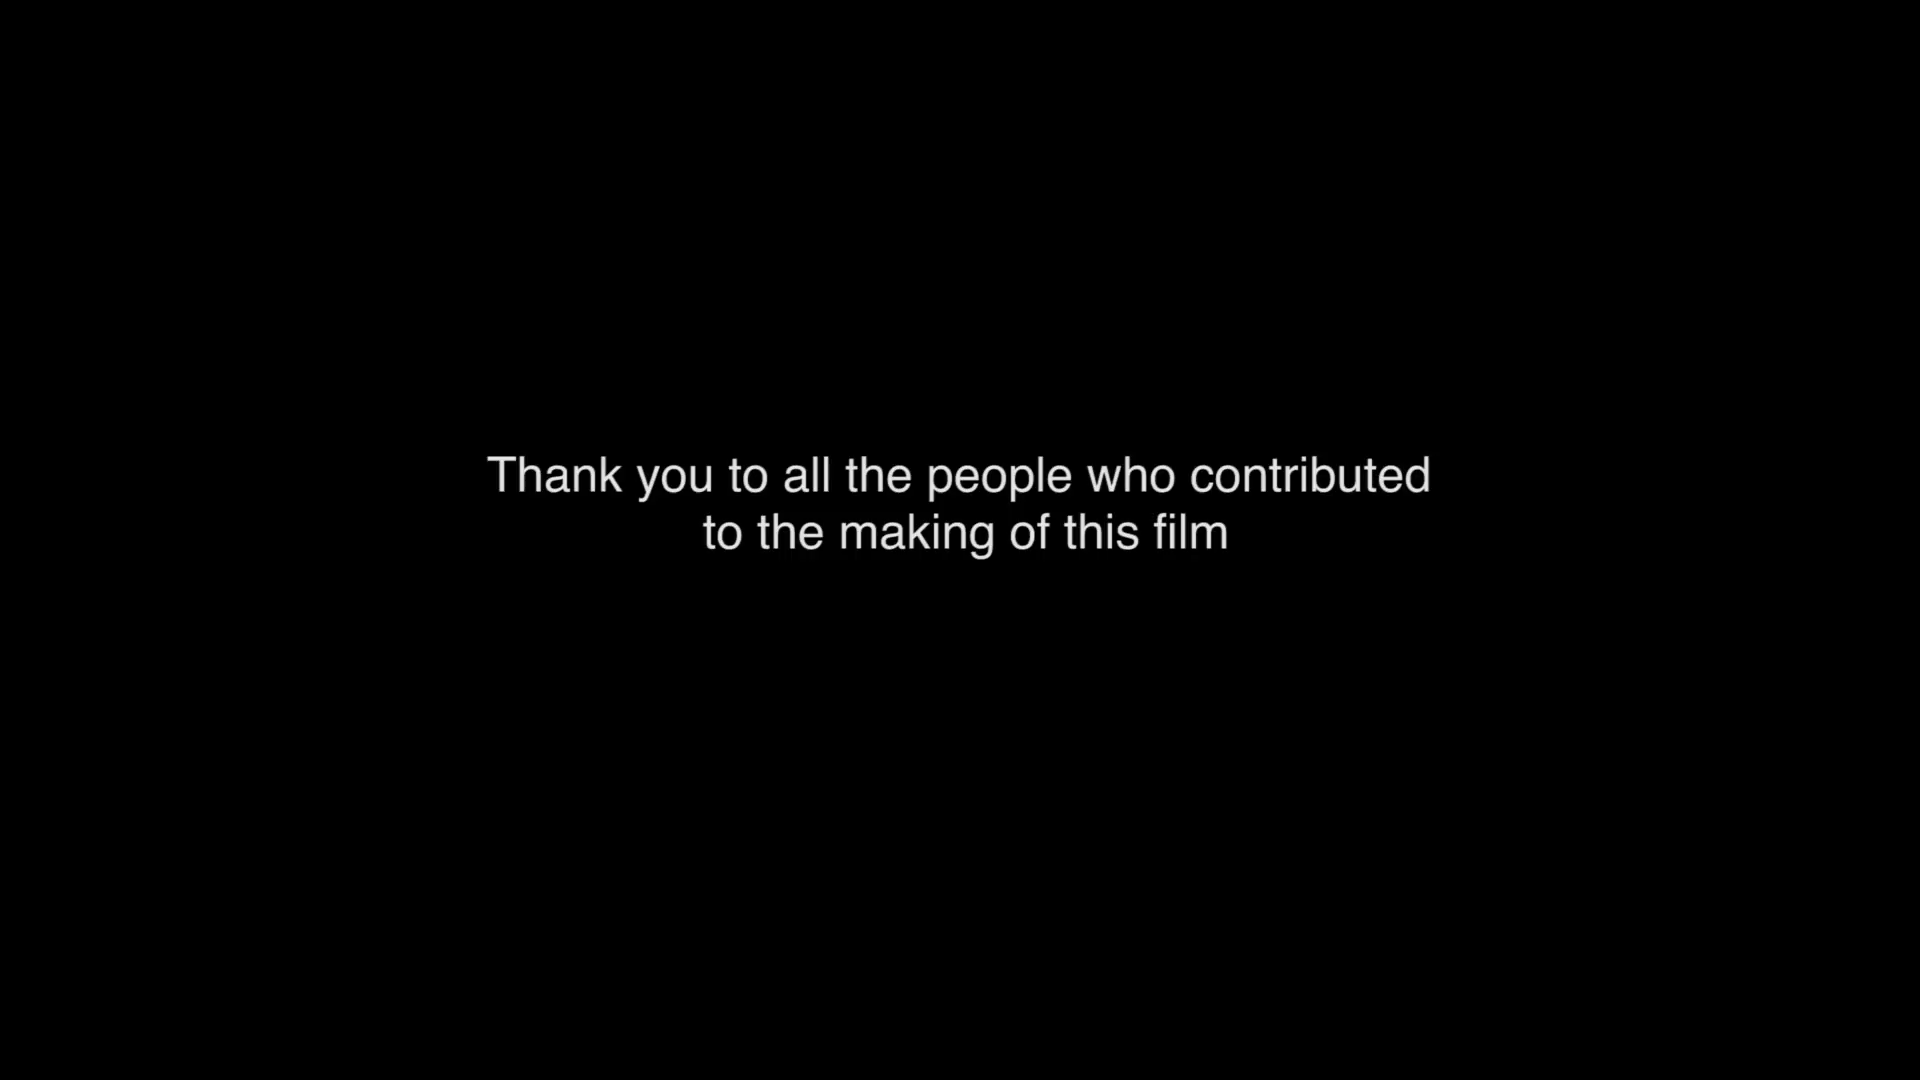 Thank you to all the people who contributed
to the making of this film